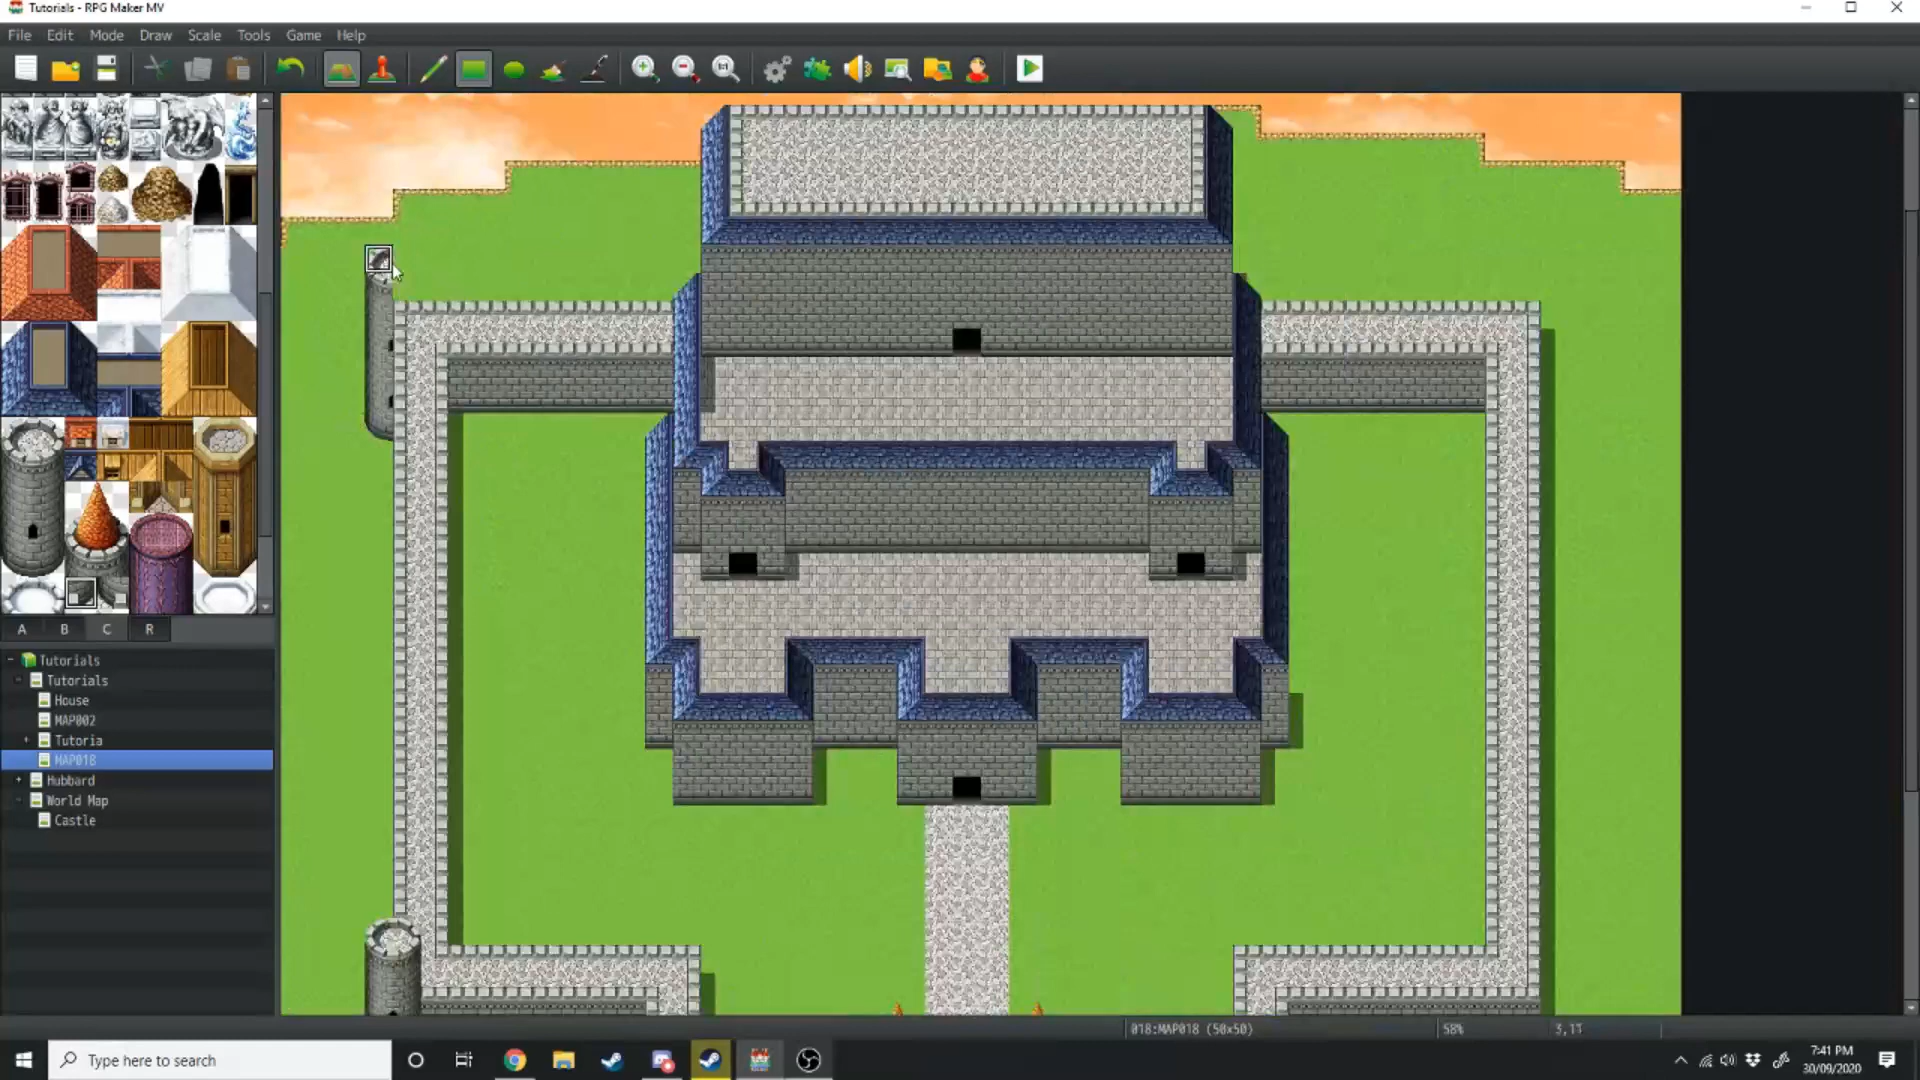 Tutorials - RPG Maker MV
File Edit Mode Draw Scale Tools Game Help
1:1
A B C R
Tutorials
Tutorials
House
MAP002
Tutoria
MAP018
Hubbard
World Map
Castle
018:MAP018 (50x50) 58% 3,11
Type here to search
7:41 PM
30/09/2020